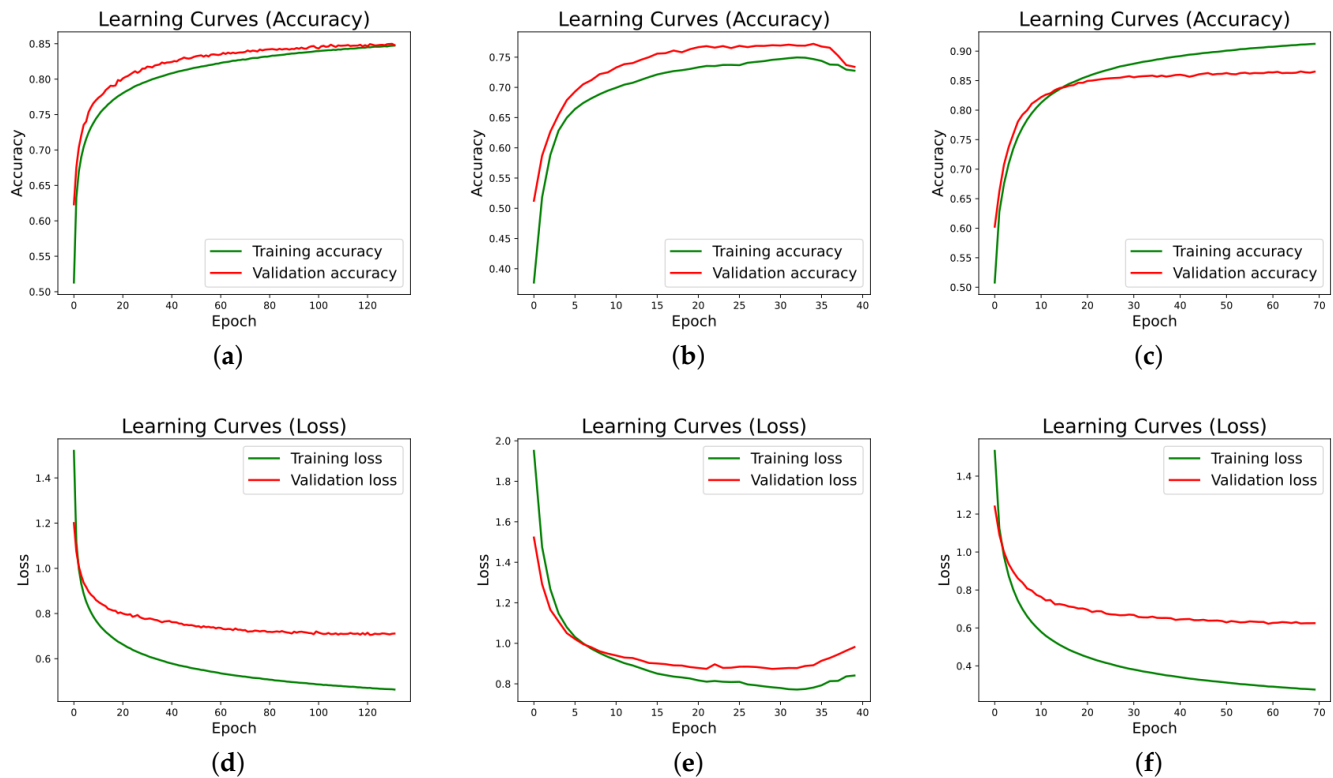 Learning Curves (Accuracy)
0.85
0.80
0.75
0.70
0.65
0.60
0.55
0.50
Accuracy
Training accuracy
Validation accuracy
0 20 40 60 80 100 120
Epoch
(a)
Learning Curves (Accuracy)
0.75
0.70
0.65
0.60
0.55
0.50
0.45
0.40
Accuracy
Training accuracy
Validation accuracy
0 5 10 15 20 25 30 35 40
Epoch
(b)
Learning Curves (Accuracy)
0.90
0.85
0.80
0.75
0.70
0.65
0.60
0.55
0.50
Accuracy
Training accuracy
Validation accuracy
0 10 20 30 40 50 60 70
Epoch
(c)
Learning Curves (Loss)
Training loss
Validation loss
1.4
1.2
1.0
0.8
0.6
Loss
0 20 40 60 80 100 120
Epoch
(d)
Learning Curves (Loss)
Training loss
Validation loss
2.0
1.8
1.6
1.4
1.2
1.0
0.8
Loss
0 5 10 15 20 25 30 35 40
Epoch
(e)
Learning Curves (Loss)
Training loss
Validation loss
1.4
1.2
1.0
0.8
0.6
0.4
Loss
0 10 20 30 40 50 60 70
Epoch
(f)